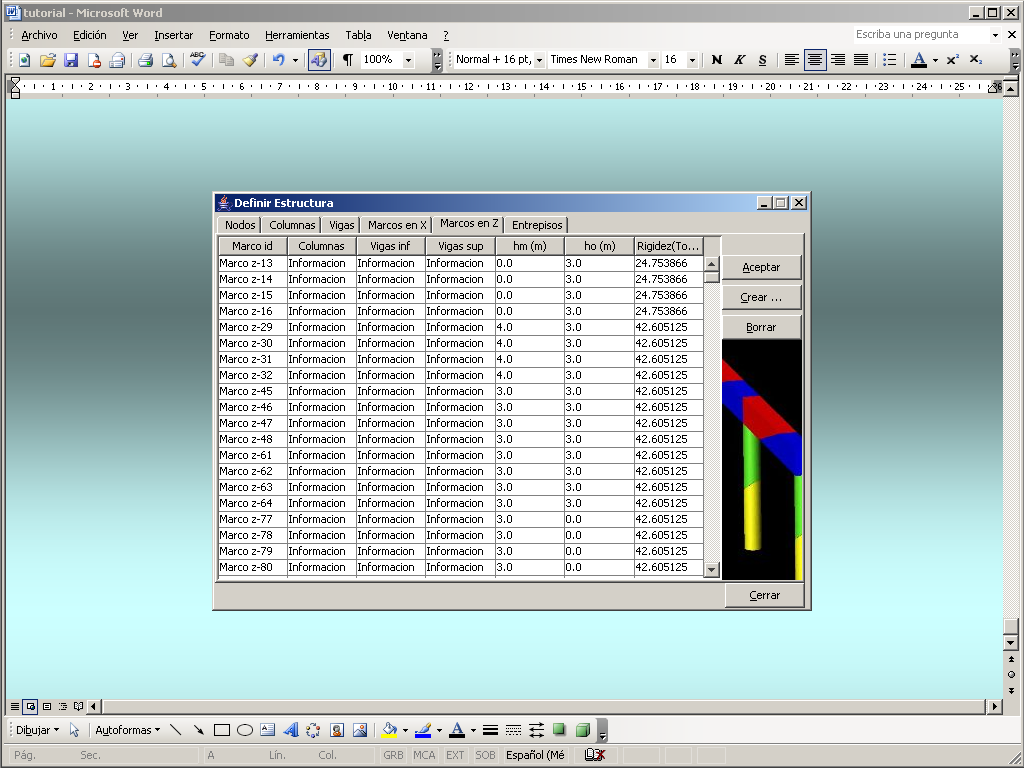 tutorial - Microsoft Word
Archivo Edición Ver Insertar Formato Herramientas Tabla Ventana ? Escriba una pregunta
ABC ¶ 100% Normal + 16 pt, Times New Roman 16 N K S A x² x₂
1 2 3 4 5 6 7 8 9 10 11 12 13 14 15 16 17 18 19 20 21 22 23 24 25 26
Definir Estructura
Nodos Columnas Vigas Marcos en X Marcos en Z Entrepisos
Marco id Columnas Vigas inf Vigas sup hm (m) ho (m) Rigidez(To...
Marco z-13 Informacion Informacion Informacion 0.0 3.0 24.753866
Marco z-14 Informacion Informacion Informacion 0.0 3.0 24.753866
Marco z-15 Informacion Informacion Informacion 0.0 3.0 24.753866
Marco z-16 Informacion Informacion Informacion 0.0 3.0 24.753866
Marco z-29 Informacion Informacion Informacion 4.0 3.0 42.605125
Marco z-30 Informacion Informacion Informacion 4.0 3.0 42.605125
Marco z-31 Informacion Informacion Informacion 4.0 3.0 42.605125
Marco z-32 Informacion Informacion Informacion 4.0 3.0 42.605125
Marco z-45 Informacion Informacion Informacion 3.0 3.0 42.605125
Marco z-46 Informacion Informacion Informacion 3.0 3.0 42.605125
Marco z-47 Informacion Informacion Informacion 3.0 3.0 42.605125
Marco z-48 Informacion Informacion Informacion 3.0 3.0 42.605125
Marco z-61 Informacion Informacion Informacion 3.0 3.0 42.605125
Marco z-62 Informacion Informacion Informacion 3.0 3.0 42.605125
Marco z-63 Informacion Informacion Informacion 3.0 3.0 42.605125
Marco z-64 Informacion Informacion Informacion 3.0 3.0 42.605125
Marco z-77 Informacion Informacion Informacion 3.0 0.0 42.605125
Marco z-78 Informacion Informacion Informacion 3.0 0.0 42.605125
Marco z-79 Informacion Informacion Informacion 3.0 0.0 42.605125
Marco z-80 Informacion Informacion Informacion 3.0 0.0 42.605125
Aceptar
Crear ...
Borrar
Cerrar
Dibujar Autoformas A A
Pág. Sec. A Lín. Col. GRB MCA EXT SOB Español (Mé